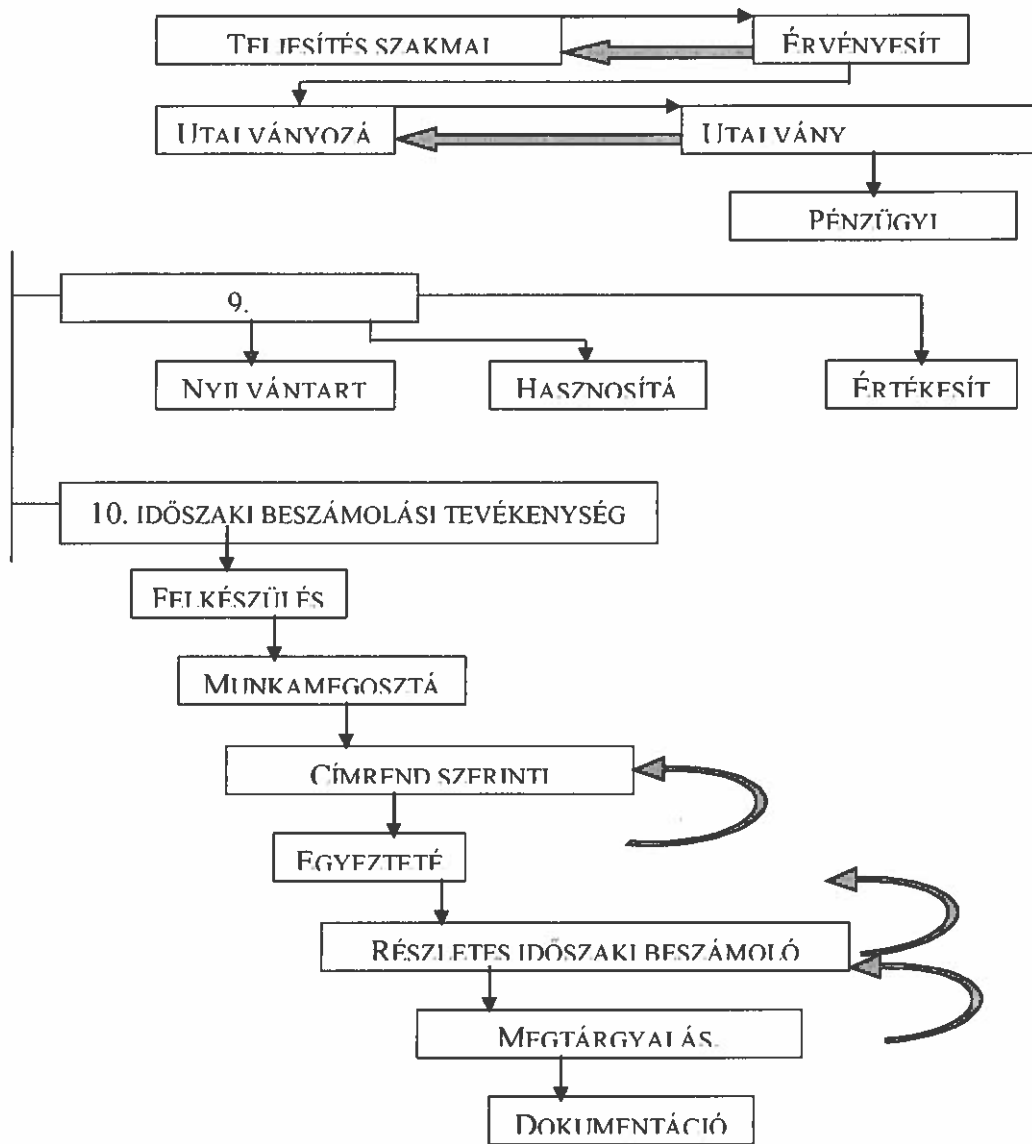 TELJESÍTÉS SZAKMAI
ÉRVÉNYESÍT
UTALVÁNYOZÁ
UTALVÁNY
PÉNZÜGYI
9.
NYILVÁNTART
HASZNOSÍTÁ
ÉRTÉKESÍT
10. IDŐSZAKI BESZÁMOLÁSI TEVÉKENYSÉG
FELKÉSZÜLÉS
MUNKAMEGOSZTÁ
CÍMREND SZERINTI
EGYEZTETÉ
RÉSZLETES IDŐSZAKI BESZÁMOLÓ
MEGTÁRGYALÁS.
DOKUMENTÁCIÓ